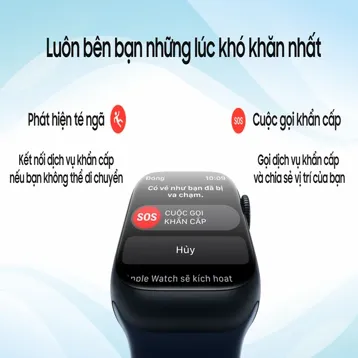 Luôn bên bạn những lúc khó khăn nhất
Phát hiện té ngã
SOS Cuộc gọi khẩn cấp
Kết nối dịch vụ khẩn cấp
nếu bạn không thể di chuyển
Gọi dịch vụ khẩn cấp
và chia sẻ vị trí của bạn
Đang 10:09
Có vẻ như bạn đã bị
va chạm.
SOS CUỘC GỌI
KHẨN CẤP
Hủy
Apple Watch sẽ kích hoạt